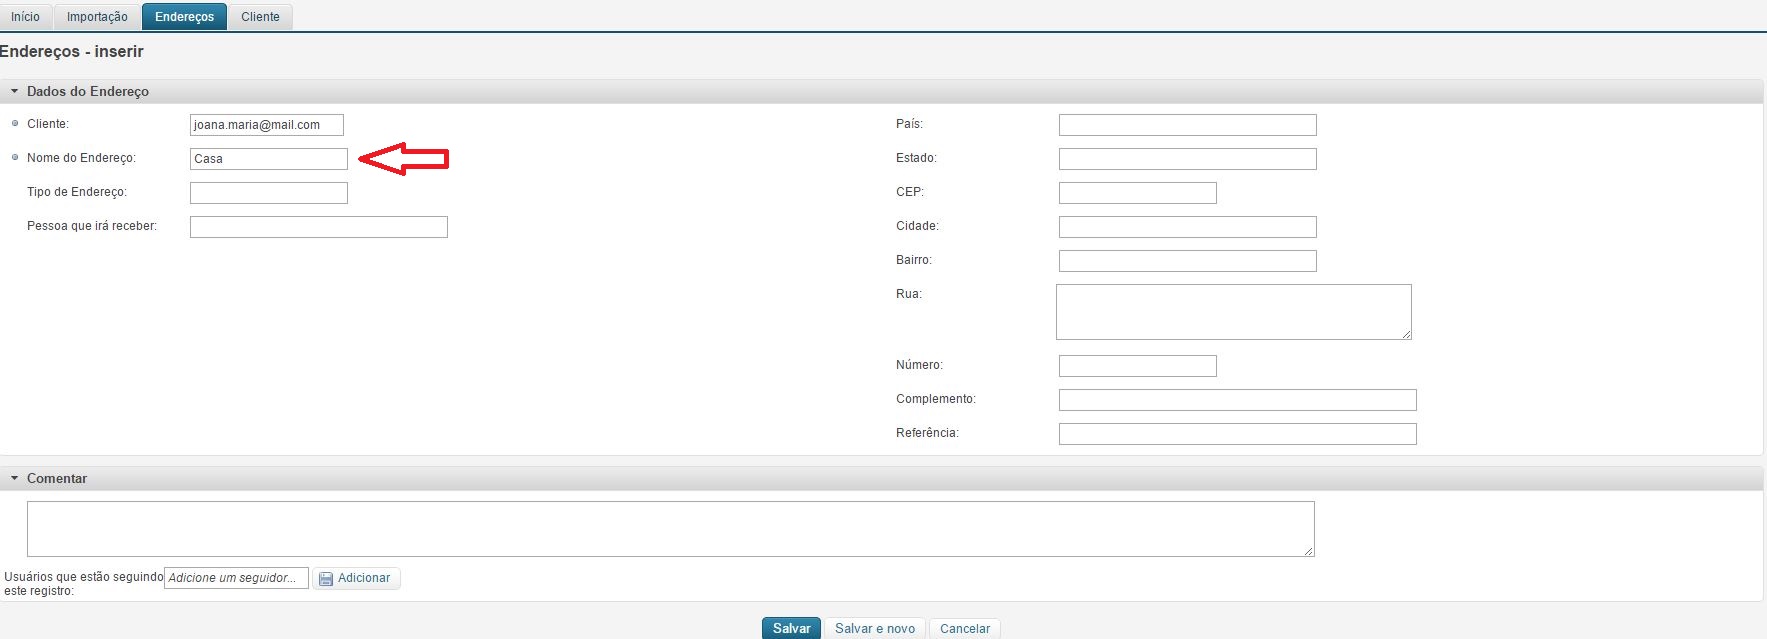 Início Importação Endereços Cliente
Endereços - inserir
Dados do Endereço
Cliente: joana.maria@mail.com
Nome do Endereço: Casa
Tipo de Endereço:
Pessoa que irá receber:
País:
Estado:
CEP:
Cidade:
Bairro:
Rua:
Número:
Complemento:
Referência:
Comentar
Usuários que estão seguindo
este registro:
Adicione um seguidor... Adicionar
Salvar Salvar e novo Cancelar